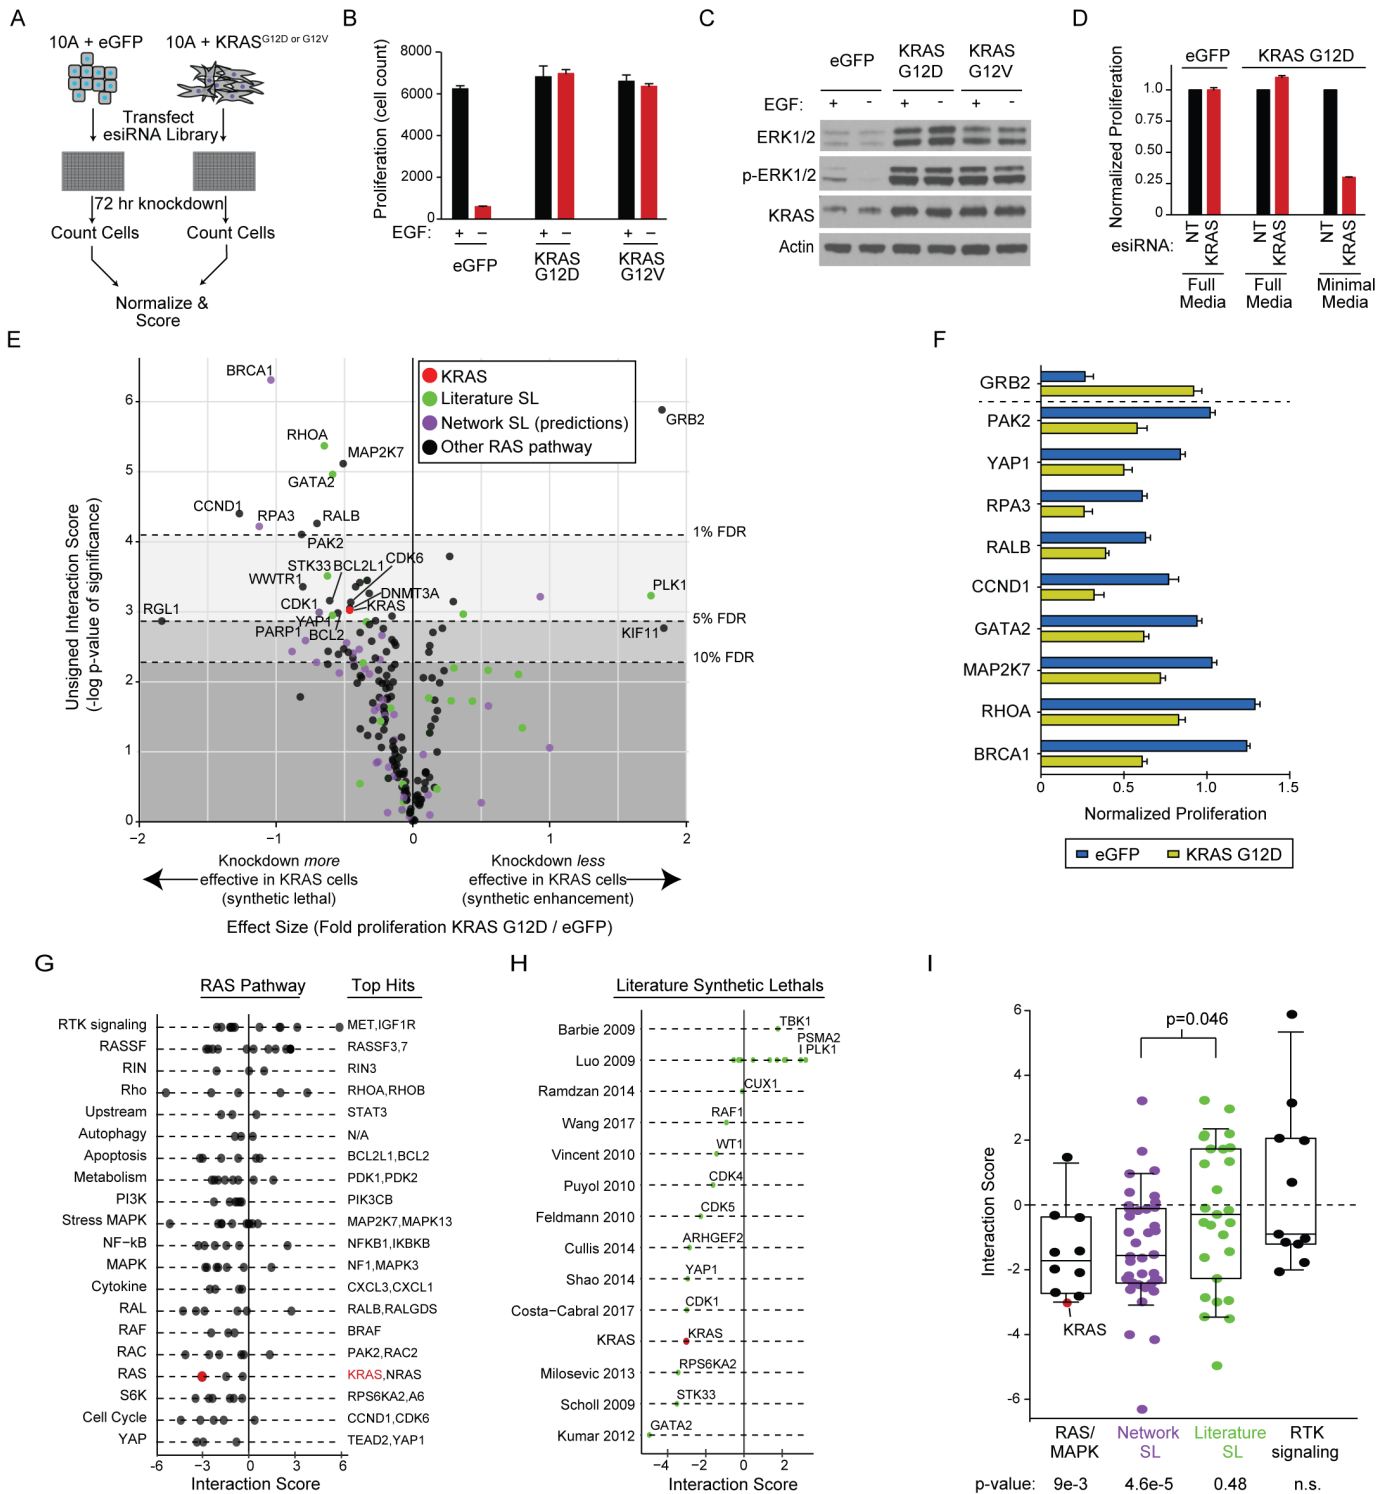 A
10A + eGFP
10A + KRAS^G12D or G12V
Transfect
esiRNA Library
72 hr knockdown
Count Cells
Count Cells
Normalize &
Score
B
Proliferation (cell count)
8000
6000
4000
2000
0
EGF: + − + − + −
eGFP
KRAS
G12D
KRAS
G12V
C
eGFP
KRAS
G12D
KRAS
G12V
EGF: + - + - + -
ERK1/2
p-ERK1/2
KRAS
Actin
D
eGFP
KRAS G12D
Normalized Proliferation
1.0
0.75
0.50
0.25
0
esiRNA:
NT
KRAS
NT
KRAS
NT
KRAS
Full
Media
Full
Media
Minimal
Media
E
Unsigned Interaction Score
(-log p-value of significance)
6
5
4
3
2
1
0
−2 −1 0 1 2
KRAS
Literature SL
Network SL (predictions)
Other RAS pathway
BRCA1
GRB2
RHOA
MAP2K7
GATA2
CCND1
RPA3
RALB
PAK2
1% FDR
CDK6
STK33
BCL2L1
WWTR1
DNMT3A
PLK1
CDK1
KRAS
RGL1
YAP1
5% FDR
PARP1
BCL2
KIF11
10% FDR
Knockdown more
effective in KRAS cells
(synthetic lethal)
Knockdown less
effective in KRAS cells
(synthetic enhancement)
Effect Size (Fold proliferation KRAS G12D / eGFP)
F
GRB2
PAK2
YAP1
RPA3
RALB
CCND1
GATA2
MAP2K7
RHOA
BRCA1
0 0.5 1.0 1.5
Normalized Proliferation
eGFP
KRAS G12D
G
RAS Pathway
Top Hits
RTK signaling MET,IGF1R
RASSF RASSF3,7
RIN RIN3
Rho RHOA,RHOB
Upstream STAT3
Autophagy N/A
Apoptosis BCL2L1,BCL2
Metabolism PDK1,PDK2
PI3K PIK3CB
Stress MAPK MAP2K7,MAPK13
NF−kB NFKB1,IKBKB
MAPK NF1,MAPK3
Cytokine CXCL3,CXCL1
RAL RALB,RALGDS
RAF BRAF
RAC PAK2,RAC2
RAS KRAS,NRAS
S6K RPS6KA2,A6
Cell Cycle CCND1,CDK6
YAP TEAD2,YAP1
-6 −3 0 3 6
Interaction Score
H
Literature Synthetic Lethals
Barbie 2009 TBK1
PSMA2
Luo 2009 PLK1
Ramdzan 2014 CUX1
Wang 2017 RAF1
Vincent 2010 WT1
Puyol 2010 CDK4
Feldmann 2010 CDK5
Cullis 2014 ARHGEF2
Shao 2014 YAP1
Costa−Cabral 2017 CDK1
KRAS KRAS
Milosevic 2013 RPS6KA2
Scholl 2009 STK33
Kumar 2012 GATA2
−4 −2 0 2
Interaction Score
I
p=0.046
Interaction Score
6
4
2
0
-2
-4
-6
KRAS
RAS/
MAPK
Network
SL
Literature
SL
RTK
signaling
p-value: 9e-3 4.6e-5 0.48 n.s.